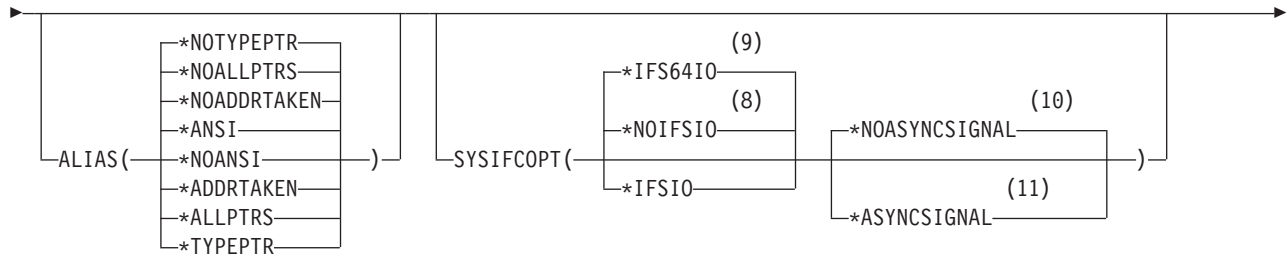 *NOTYPEPTR
*NOALLPTRS
*NOADDRTAKEN
*ANSI
ALIAS( *NOANSI )
*ADDRTAKEN
*ALLPTRS
*TYPEPTR
(9)
*IFS64IO
(8)
*NOIFSIO
SYSIFCOPT( )
*IFSIO
(10)
*NOASYNCSIGNAL
(11)
*ASYNCSIGNAL